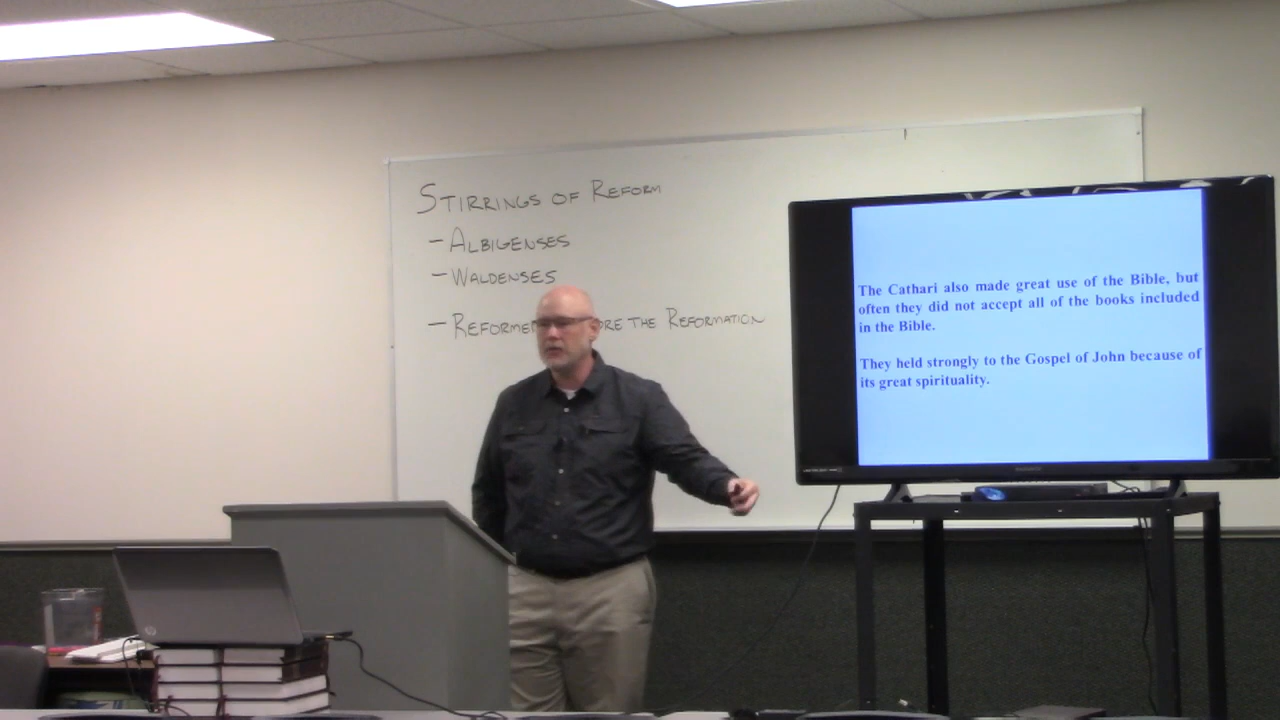 STIRRINGS OF REFORM
- ALBIGENSES
- WALDENSES
- REFORME RE THE REFORMATION
The Cathari also made great use of the Bible, but
often they did not accept all of the books included
in the Bible.
They held strongly to the Gospel of John because of
its great spirituality.